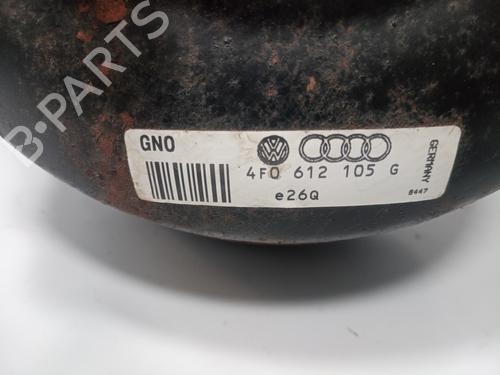 GNO
4F0 612 105 G
e26Q
GERMANY
8447
B-PARTS